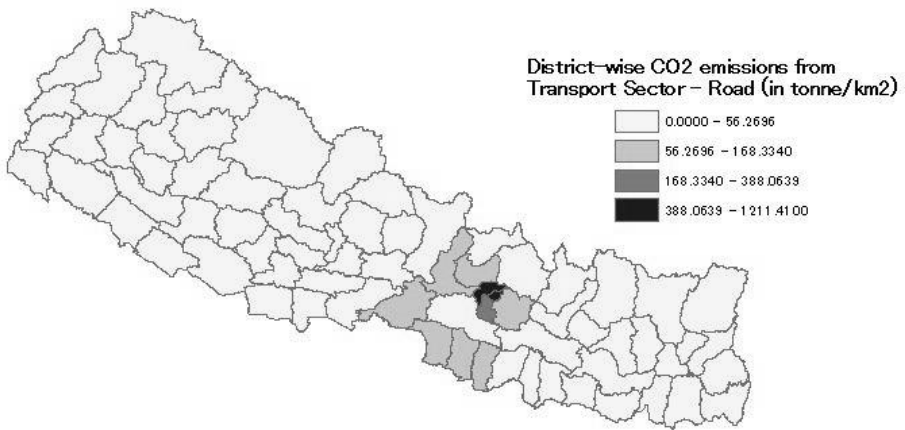 District-wise CO2 emissions from
Transport Sector - Road (in tonne/km2)
0.0000 - 56.2696
56.2696 - 168.3340
168.3340 - 388.0639
388.0639 - 1211.4100